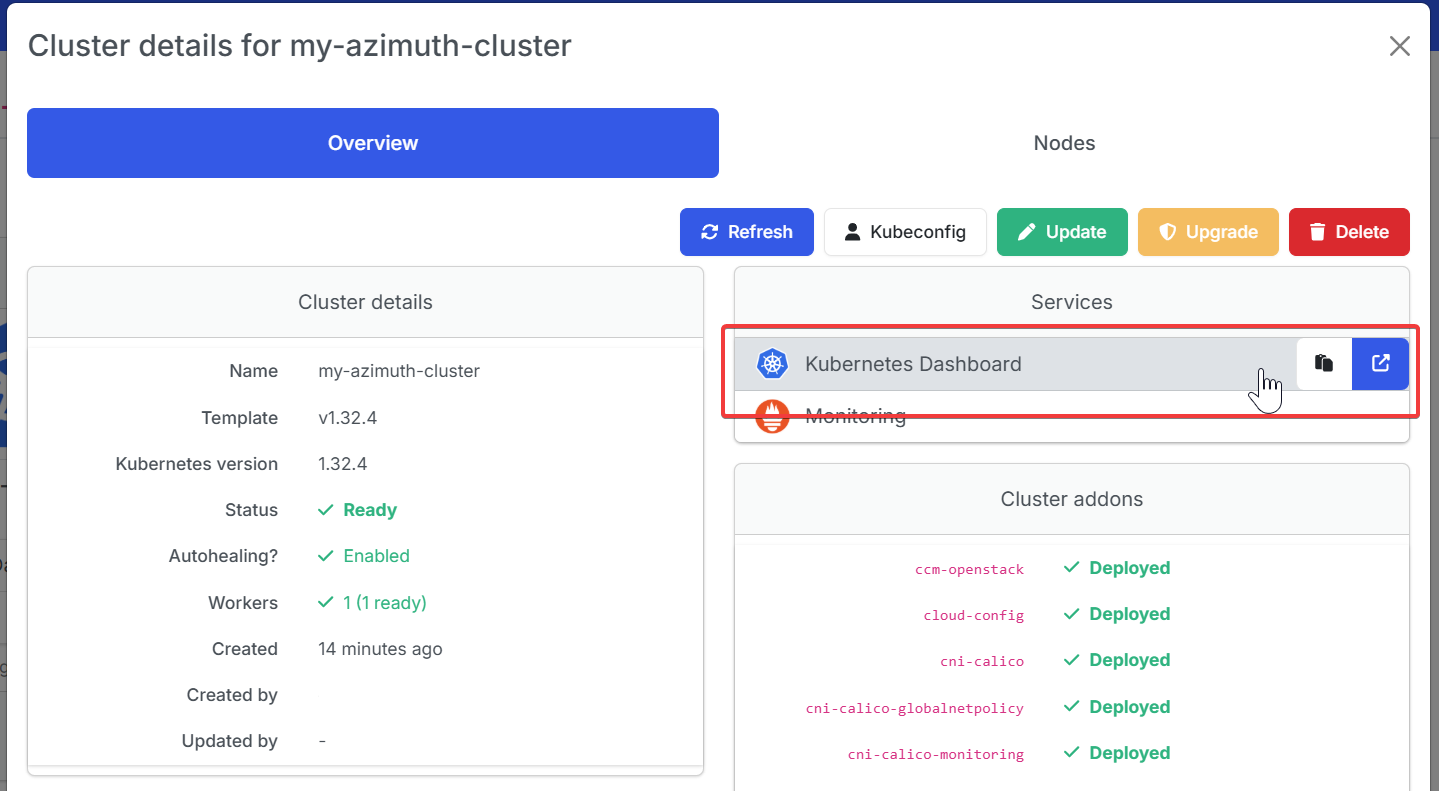 Cluster details for my-azimuth-cluster
Overview
Nodes
Refresh
Kubeconfig
Update
Upgrade
Delete
Cluster details
Name my-azimuth-cluster
Template v1.32.4
Kubernetes version 1.32.4
Status Ready
Autohealing? Enabled
Workers 1 (1 ready)
Created 14 minutes ago
Created by
Updated by -
Services
Kubernetes Dashboard
Monitoring
Cluster addons
ccm-openstack Deployed
cloud-config Deployed
cni-calico Deployed
cni-calico-globalnetpolicy Deployed
cni-calico-monitoring Deployed